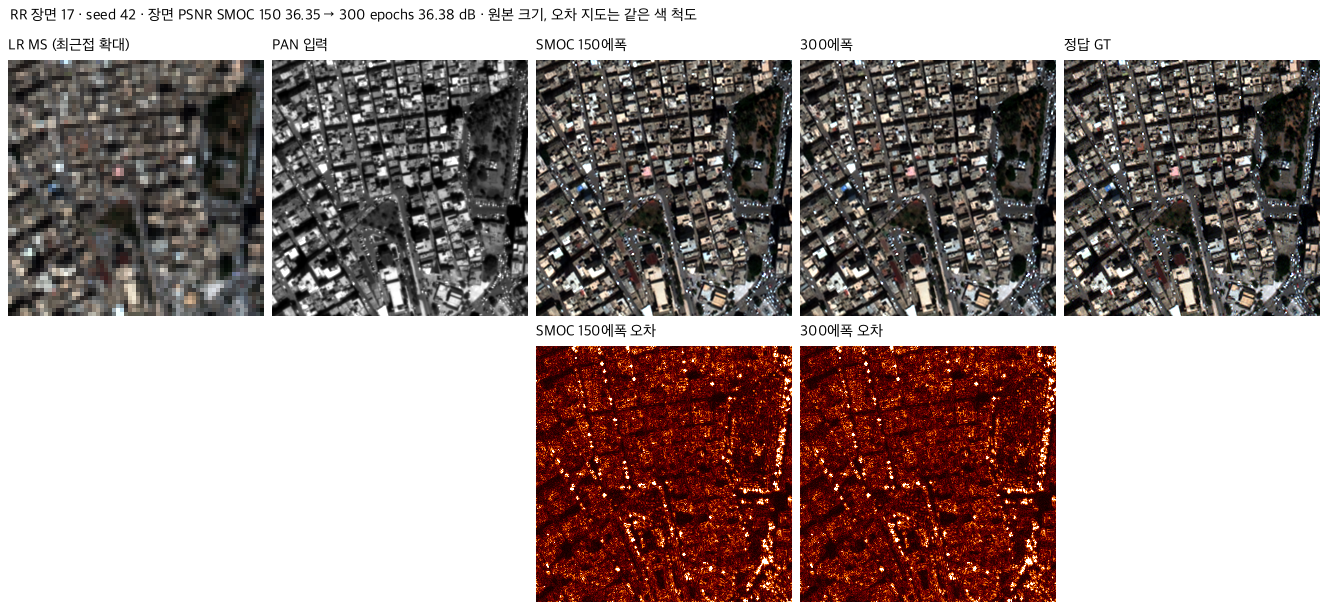 RR 장면 17 · seed 42 · 장면 PSNR SMOC 150 36.35 → 300 epochs 36.38 dB · 원본 크기, 오차 지도는 같은 색 척도
LR MS (최근접 확대)
PAN 입력
SMOC 150에폭
300에폭
정답 GT
SMOC 150에폭 오차
300에폭 오차